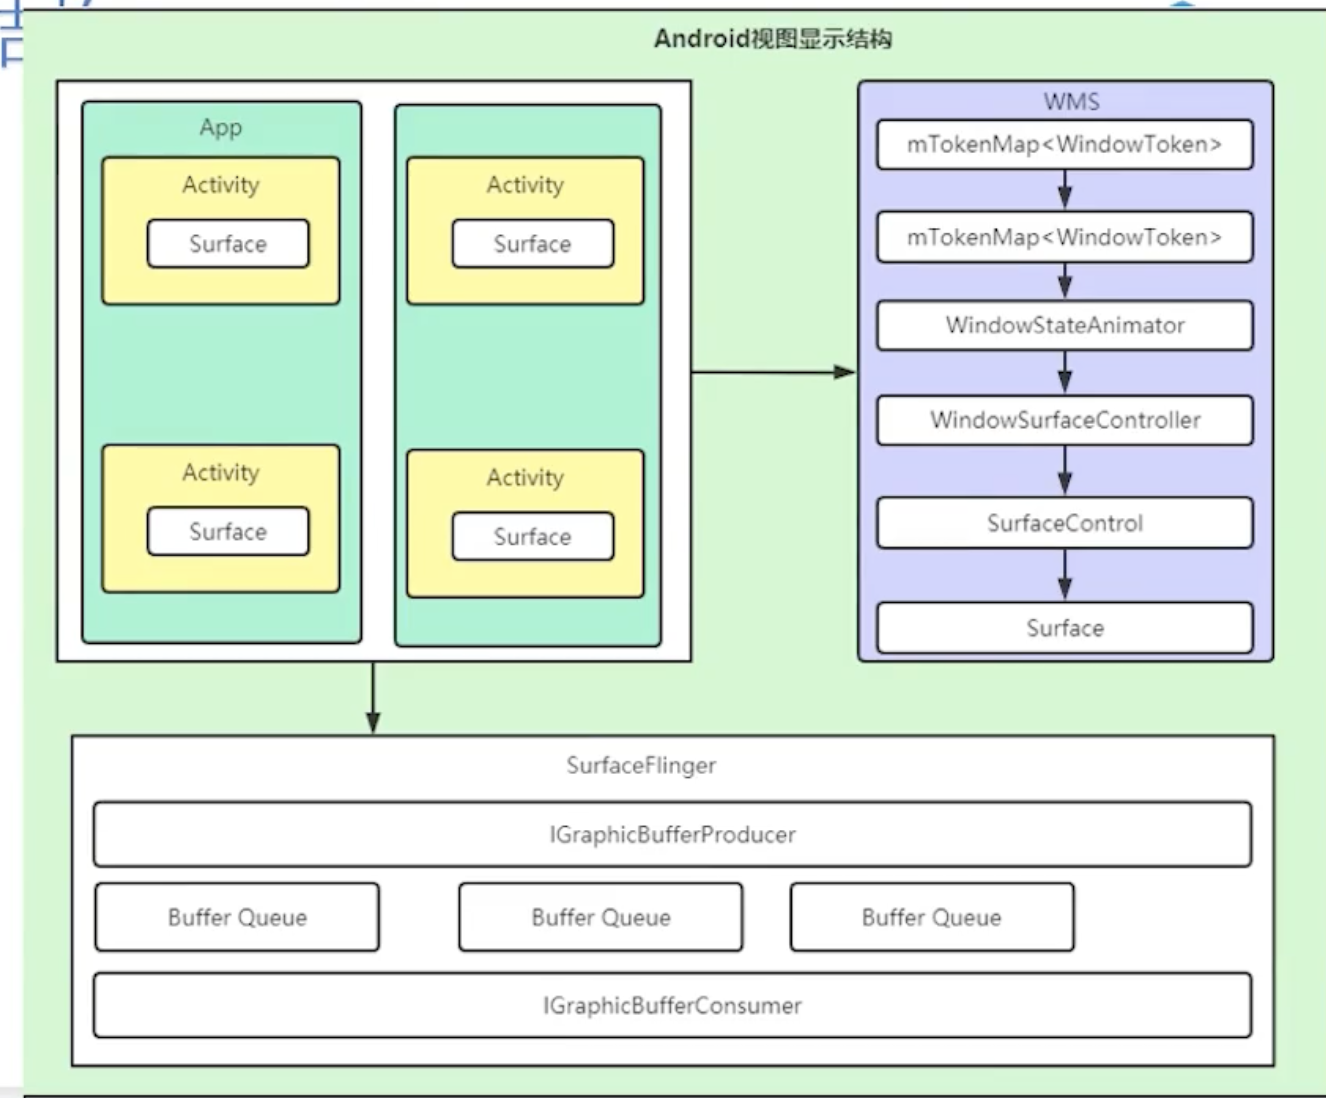 Android视图显示结构
App
Activity
Surface
Activity
Surface
Activity
Surface
Activity
Surface
WMS
mTokenMap<WindowToken>
mTokenMap<WindowToken>
WindowStateAnimator
WindowSurfaceController
SurfaceControl
Surface
SurfaceFlinger
IGraphicBufferProducer
Buffer Queue
Buffer Queue
Buffer Queue
IGraphicBufferConsumer